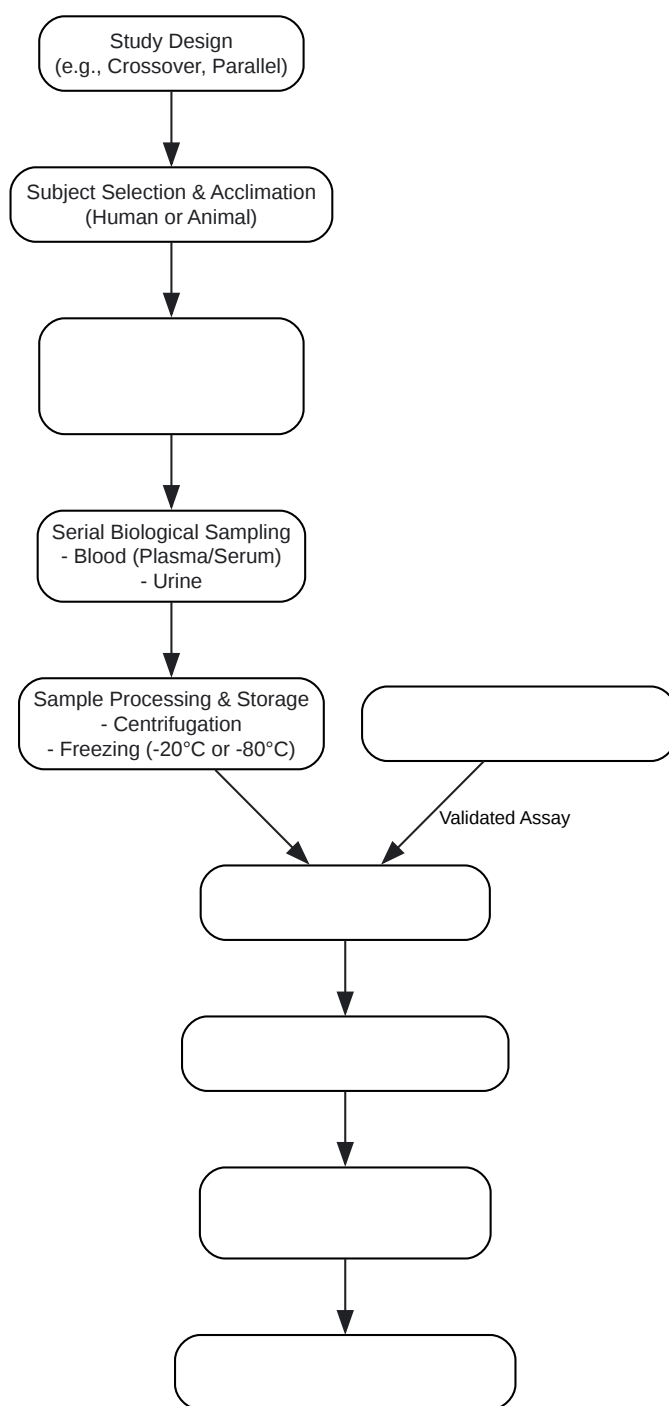 Study Design
(e.g., Crossover, Parallel)
Subject Selection & Acclimation
(Human or Animal)
Serial Biological Sampling
- Blood (Plasma/Serum)
- Urine
Sample Processing & Storage
- Centrifugation
- Freezing (-20°C or -80°C)
Validated Assay